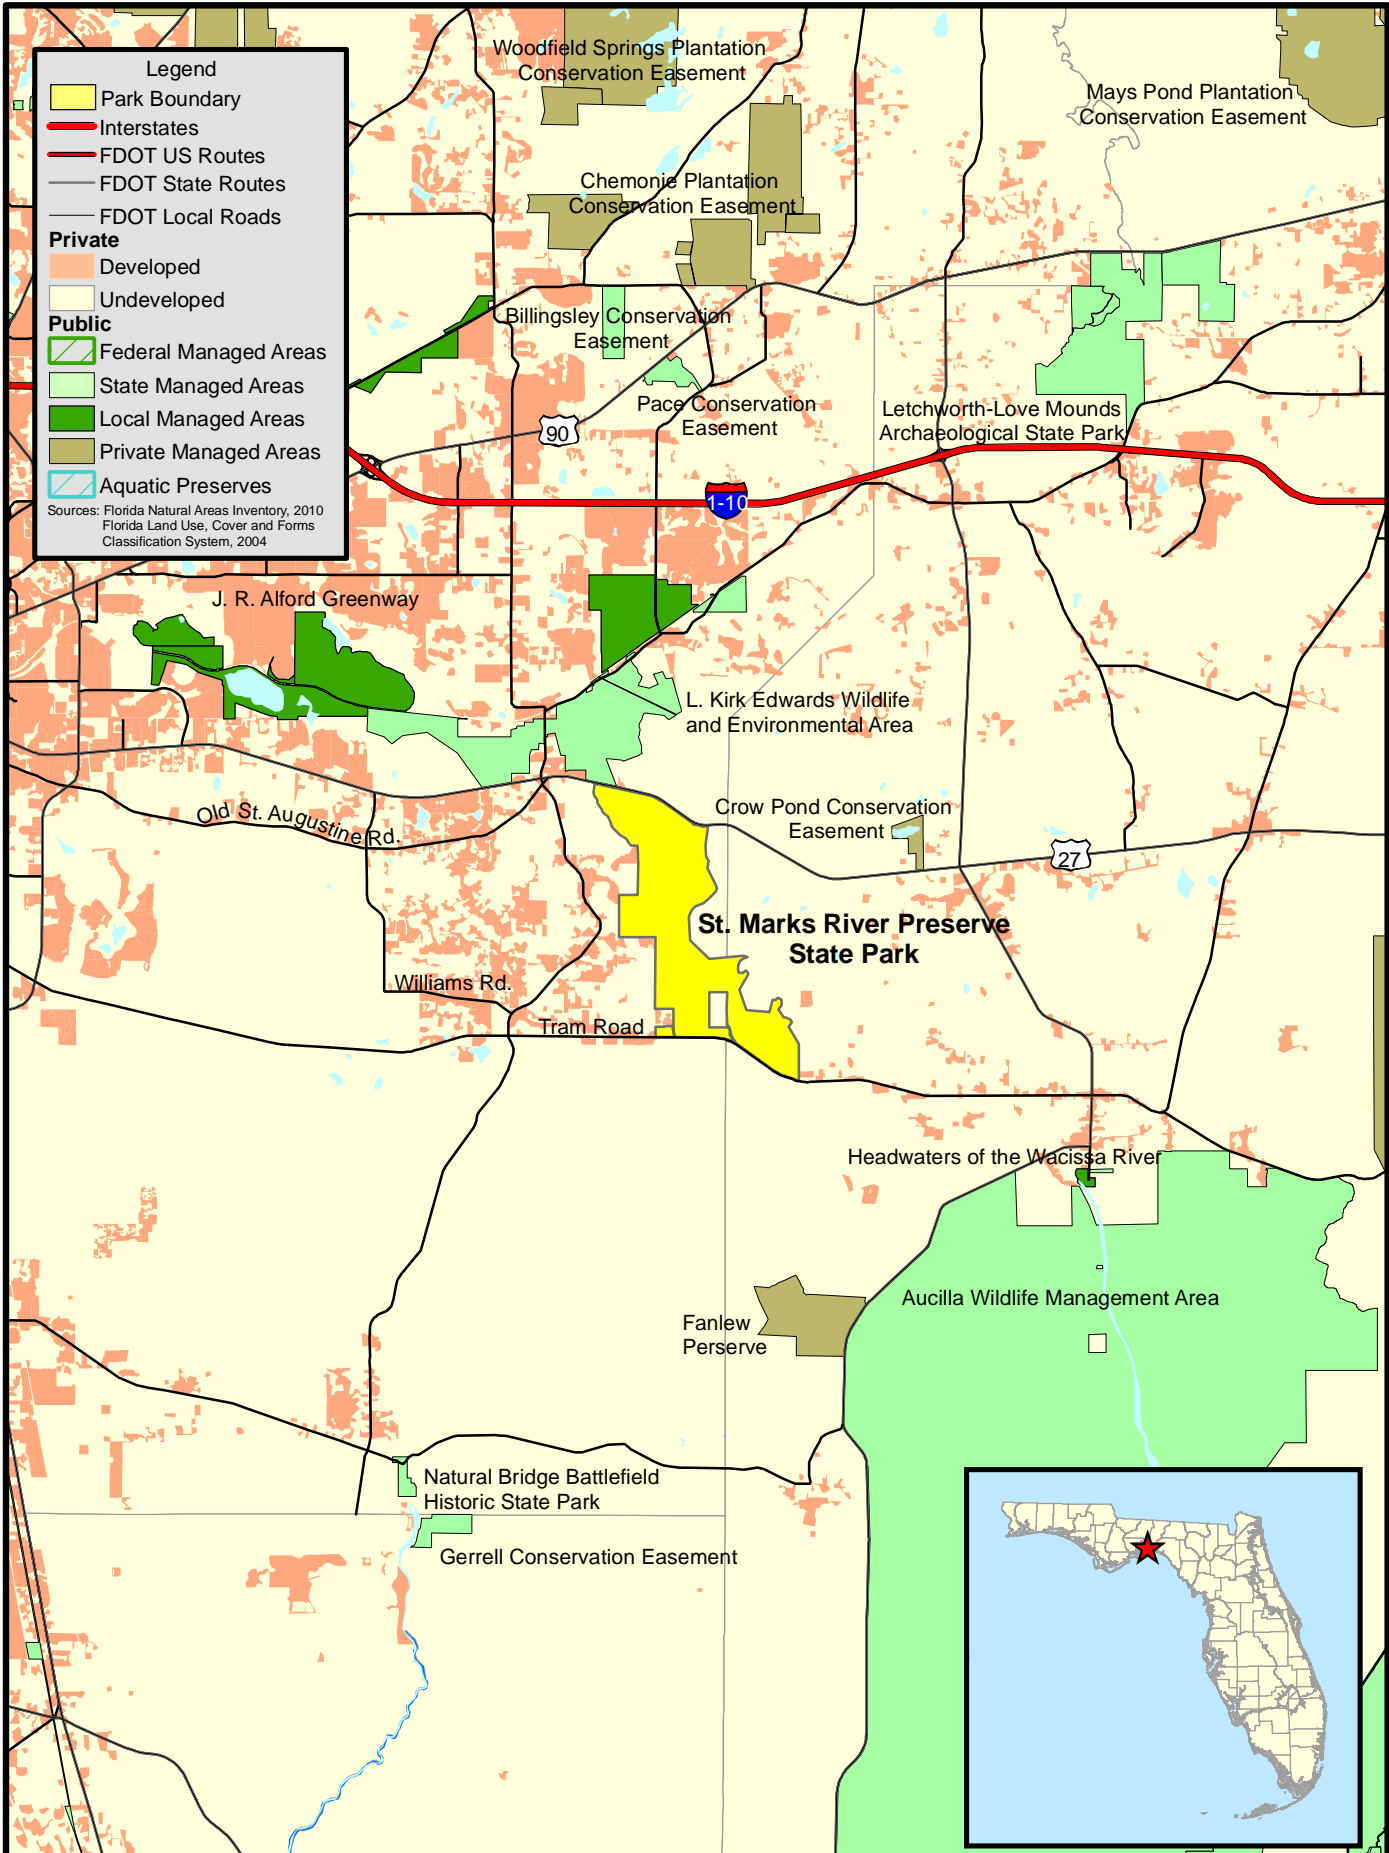 Legend
Park Boundary
Interstates
FDOT US Routes
FDOT State Routes
FDOT Local Roads
Private
Developed
Undeveloped
Public
Federal Managed Areas
State Managed Areas
Local Managed Areas
Private Managed Areas
Aquatic Preserves
Sources: Florida Natural Areas Inventory, 2010
Florida Land Use, Cover and Forms
Classification System, 2004
Woodfield Springs Plantation
Conservation Easement
Mays Pond Plantation
Conservation Easement
Chemonie Plantation
Conservation Easement
Billingsley Conservation
Easement
Pace Conservation
Easement
90
Letchworth-Love Mounds
Archaeological State Park
1-10
J. R. Alford Greenway
L. Kirk Edwards Wildlife
and Environmental Area
Old St. Augustine Rd.
Crow Pond Conservation
Easement
27
St. Marks River Preserve
State Park
Williams Rd.
Tram Road
Headwaters of the Wacissa River
Aucilla Wildlife Management Area
Fanlew
Perserve
Natural Bridge Battlefield
Historic State Park
Gerrell Conservation Easement